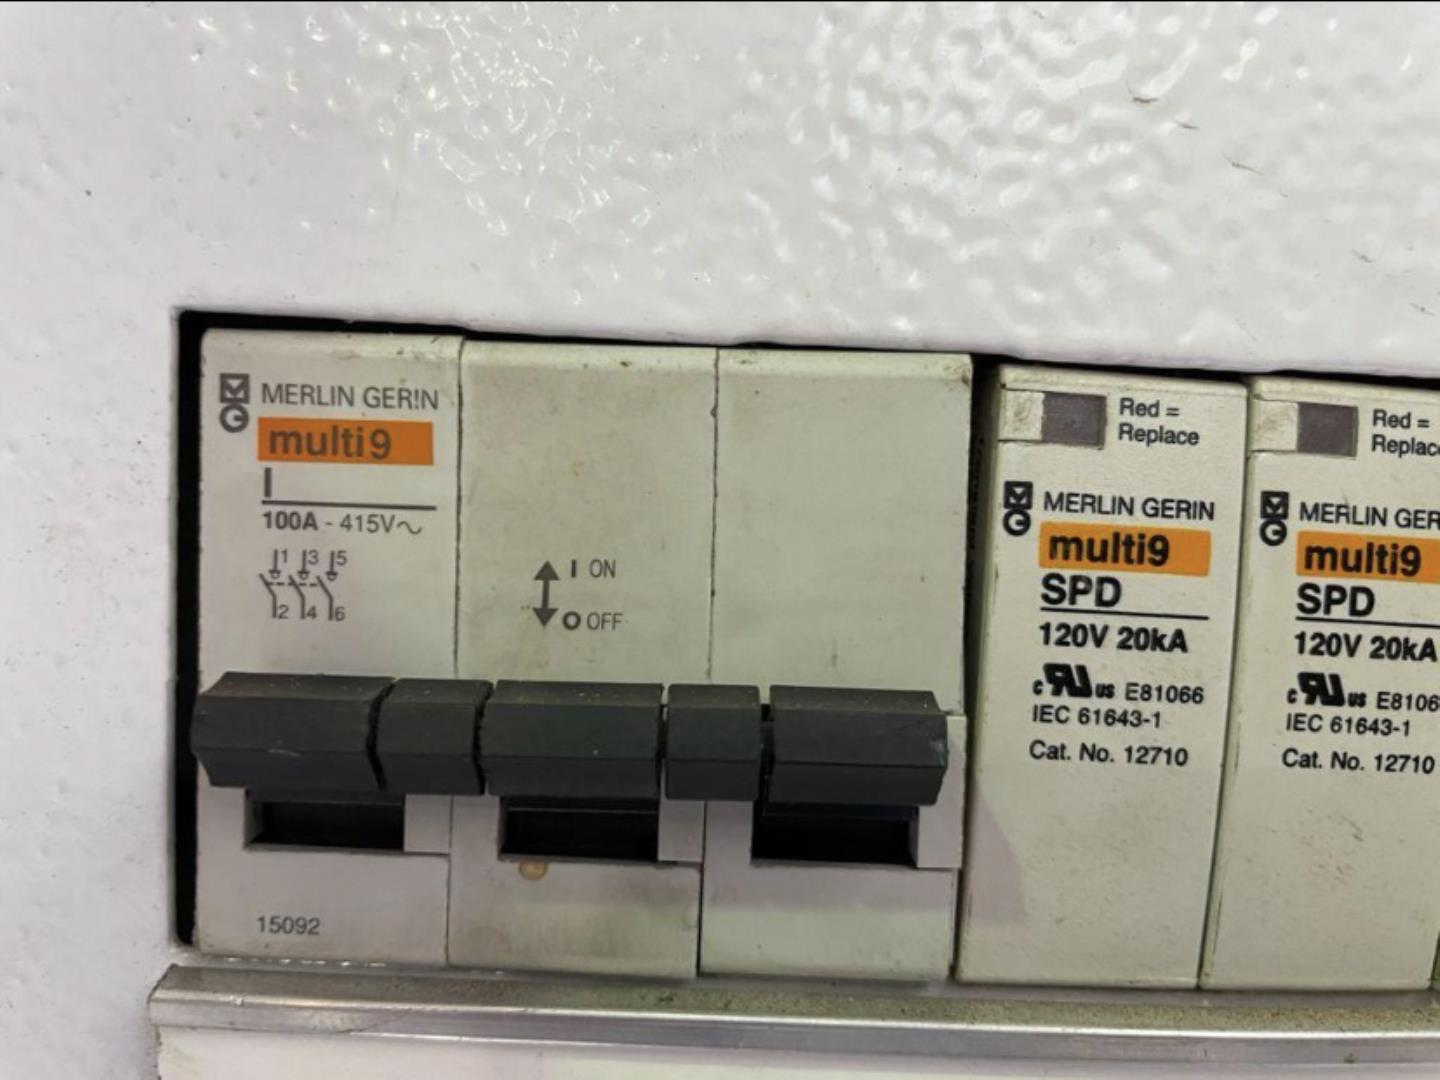 MERLIN GERIN
multi9
I
100A - 415V~
1 3 5
2 4 6
I ON
O OFF
15092
Red =
Replace
MERLIN GERIN
multi9
SPD
120V 20kA
c us E81066
IEC 61643-1
Cat. No. 12710
Red =
MERLIN
multi9
SPD
120V 20kA
c us
IEC 61643-1
Cat. No. 12710